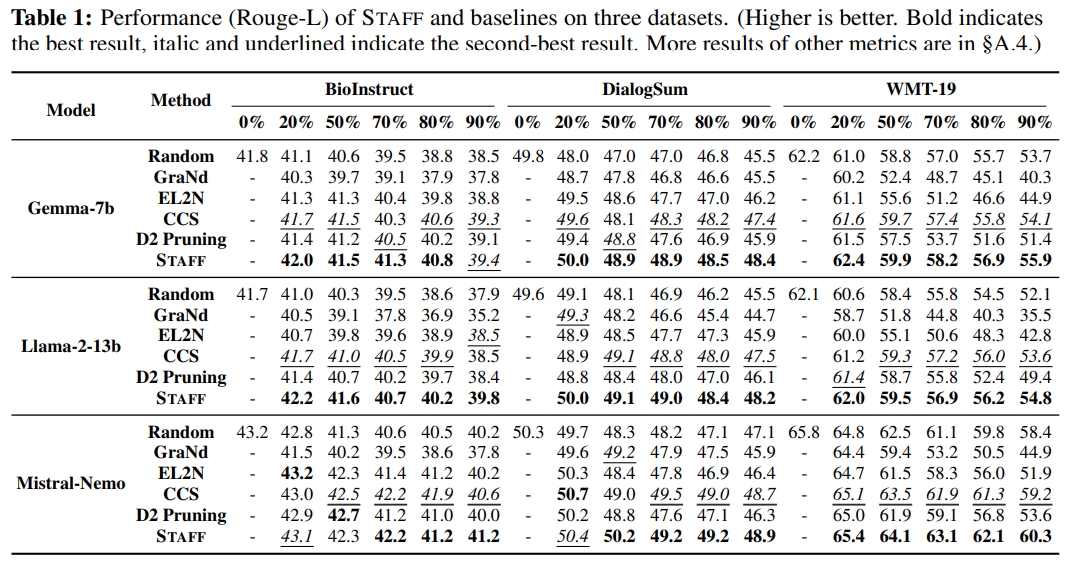 Table 1: Performance (Rouge-L) of STAFF and baselines on three datasets. (Higher is better. Bold indicates
the best result, italic and underlined indicate the second-best result. More results of other metrics are in §A.4.)
Model Method BioInstruct DialogSum WMT-19
0% 20% 50% 70% 80% 90% 0% 20% 50% 70% 80% 90% 0% 20% 50% 70% 80% 90%
Gemma-7b
Random 41.8 41.1 40.6 39.5 38.8 38.5 49.8 48.0 47.0 47.0 46.8 45.5 62.2 61.0 58.8 57.0 55.7 53.7
GraNd - 40.3 39.7 39.1 37.9 37.8 - 48.7 47.8 46.8 46.6 45.5 - 60.2 52.4 48.7 45.1 40.3
EL2N - 41.3 41.3 40.4 39.8 38.8 - 49.5 48.6 47.7 47.0 46.2 - 61.1 55.6 51.2 46.6 44.9
CCS - 41.7 41.5 40.3 40.6 39.3 - 49.6 48.1 48.3 48.2 47.4 - 61.6 59.7 57.4 55.8 54.1
D2 Pruning - 41.4 41.2 40.5 40.2 39.1 - 49.4 48.8 47.6 46.9 45.9 - 61.5 57.5 53.7 51.6 51.4
STAFF - 42.0 41.5 41.3 40.8 39.4 - 50.0 48.9 48.9 48.5 48.4 - 62.4 59.9 58.2 56.9 55.9
Llama-2-13b
Random 41.7 41.0 40.3 39.5 38.6 37.9 49.6 49.1 48.1 46.9 46.2 45.5 62.1 60.6 58.4 55.8 54.5 52.1
GraNd - 40.5 39.1 37.8 36.9 35.2 - 49.3 48.2 46.6 45.4 44.7 - 58.7 51.8 44.8 40.3 35.5
EL2N - 40.7 39.8 39.6 38.9 38.5 - 48.9 48.5 47.7 47.3 45.9 - 60.0 55.1 50.6 48.3 42.8
CCS - 41.7 41.0 40.5 39.9 38.5 - 48.9 49.1 48.8 48.0 47.5 - 61.2 59.3 57.2 56.0 53.6
D2 Pruning - 41.4 40.7 40.2 39.7 38.4 - 48.8 48.4 48.0 47.0 46.1 - 61.4 58.7 55.8 52.4 49.4
STAFF - 42.2 41.6 40.7 40.2 39.8 - 50.0 49.1 49.0 48.4 48.2 - 62.0 59.5 56.9 56.2 54.8
Mistral-Nemo
Random 43.2 42.8 41.3 40.6 40.5 40.2 50.3 49.7 48.3 48.2 47.1 47.1 65.8 64.8 62.5 61.1 59.8 58.4
GraNd - 41.5 40.2 39.5 38.6 37.8 - 49.6 49.2 47.9 47.5 45.9 - 64.4 59.4 53.2 50.5 44.9
EL2N - 43.2 42.3 41.4 41.2 40.2 - 50.3 48.4 47.8 46.9 46.4 - 64.7 61.5 58.3 56.0 51.9
CCS - 43.0 42.5 42.2 41.9 40.6 - 50.7 49.0 49.5 49.0 48.7 - 65.1 63.5 61.9 61.3 59.2
D2 Pruning - 42.9 42.7 41.2 41.0 40.0 - 50.2 48.8 47.6 47.1 46.3 - 65.0 61.9 59.1 56.8 53.6
STAFF - 43.1 42.3 42.2 41.2 41.2 - 50.4 50.2 49.2 49.2 48.9 - 65.4 64.1 63.1 62.1 60.3